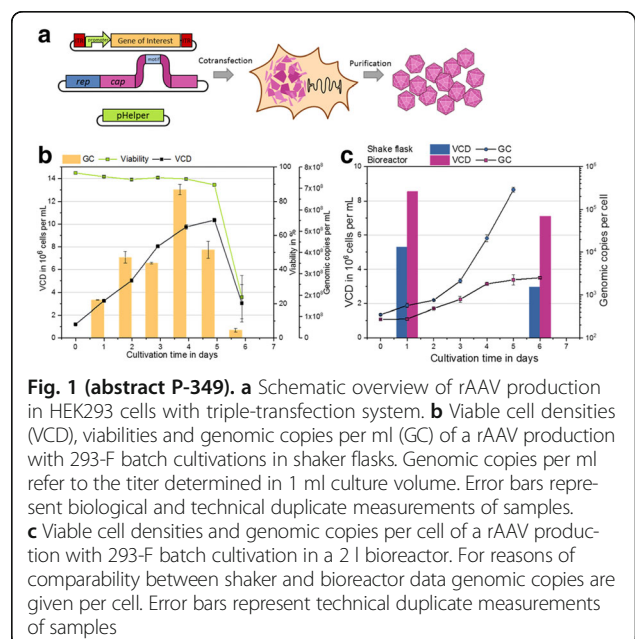 a
promoter
Gene of Interest
motif
rep
cap
Cotransfection
Purification
pHelper
b
GC
Viability
VCD
VCD in 10⁶ cells per mL
14
12
10
8
6
4
2
0
0 1 2 3 4 5 6 7
Cultivation time in days
100
80
60
40
20
0
Viability in %
8x10⁸
7x10⁸
6x10⁸
5x10⁸
4x10⁸
3x10⁸
2x10⁸
1x10⁸
0
Genomic copies per mL
c
Shake flask VCD GC
Bioreactor VCD GC
VCD in 10⁶ cells per mL
10
8
6
4
2
0
0 1 2 3 4 5 6 7
Cultivation time in days
10⁶
10⁵
10⁴
10³
10²
Genomic copies per cell
Fig. 1 (abstract P-349). a Schematic overview of rAAV production
in HEK293 cells with triple-transfection system. b Viable cell densities
(VCD), viabilities and genomic copies per ml (GC) of a rAAV production
with 293-F batch cultivations in shaker flasks. Genomic copies per ml
refer to the titer determined in 1 ml culture volume. Error bars repre-
sent biological and technical duplicate measurements of samples.
c Viable cell densities and genomic copies per cell of a rAAV produc-
tion with 293-F batch cultivation in a 2 l bioreactor. For reasons of
comparability between shaker and bioreactor data genomic copies are
given per cell. Error bars represent technical duplicate measurements
of samples